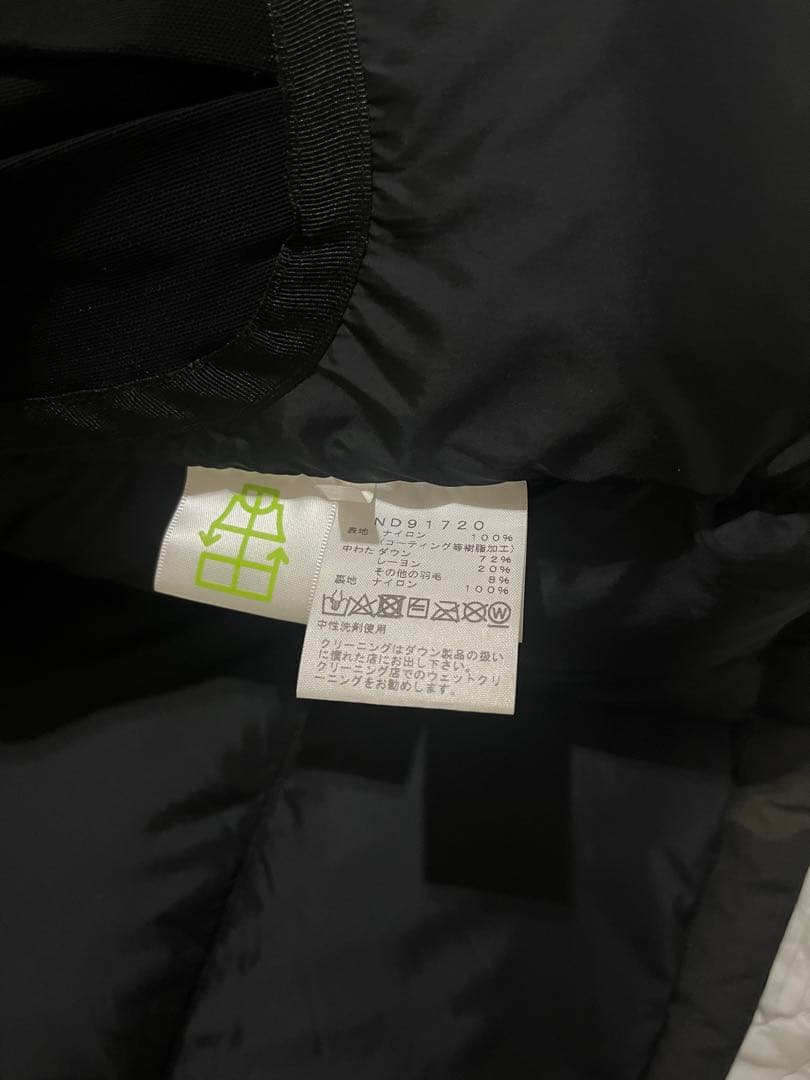 ND91720
表地 ナイロン 100%
(コーティング等樹脂加工)
中わた ダウン 72%
レーヨン 20%
その他の羽毛 8%
裏地 ナイロン 100%
W
中性洗剤使用
クリーニングはダウン製品の扱い
に慣れた店にお出し下さい。
クリーニング店でのウェットクリ
ーニングをお勧めします。